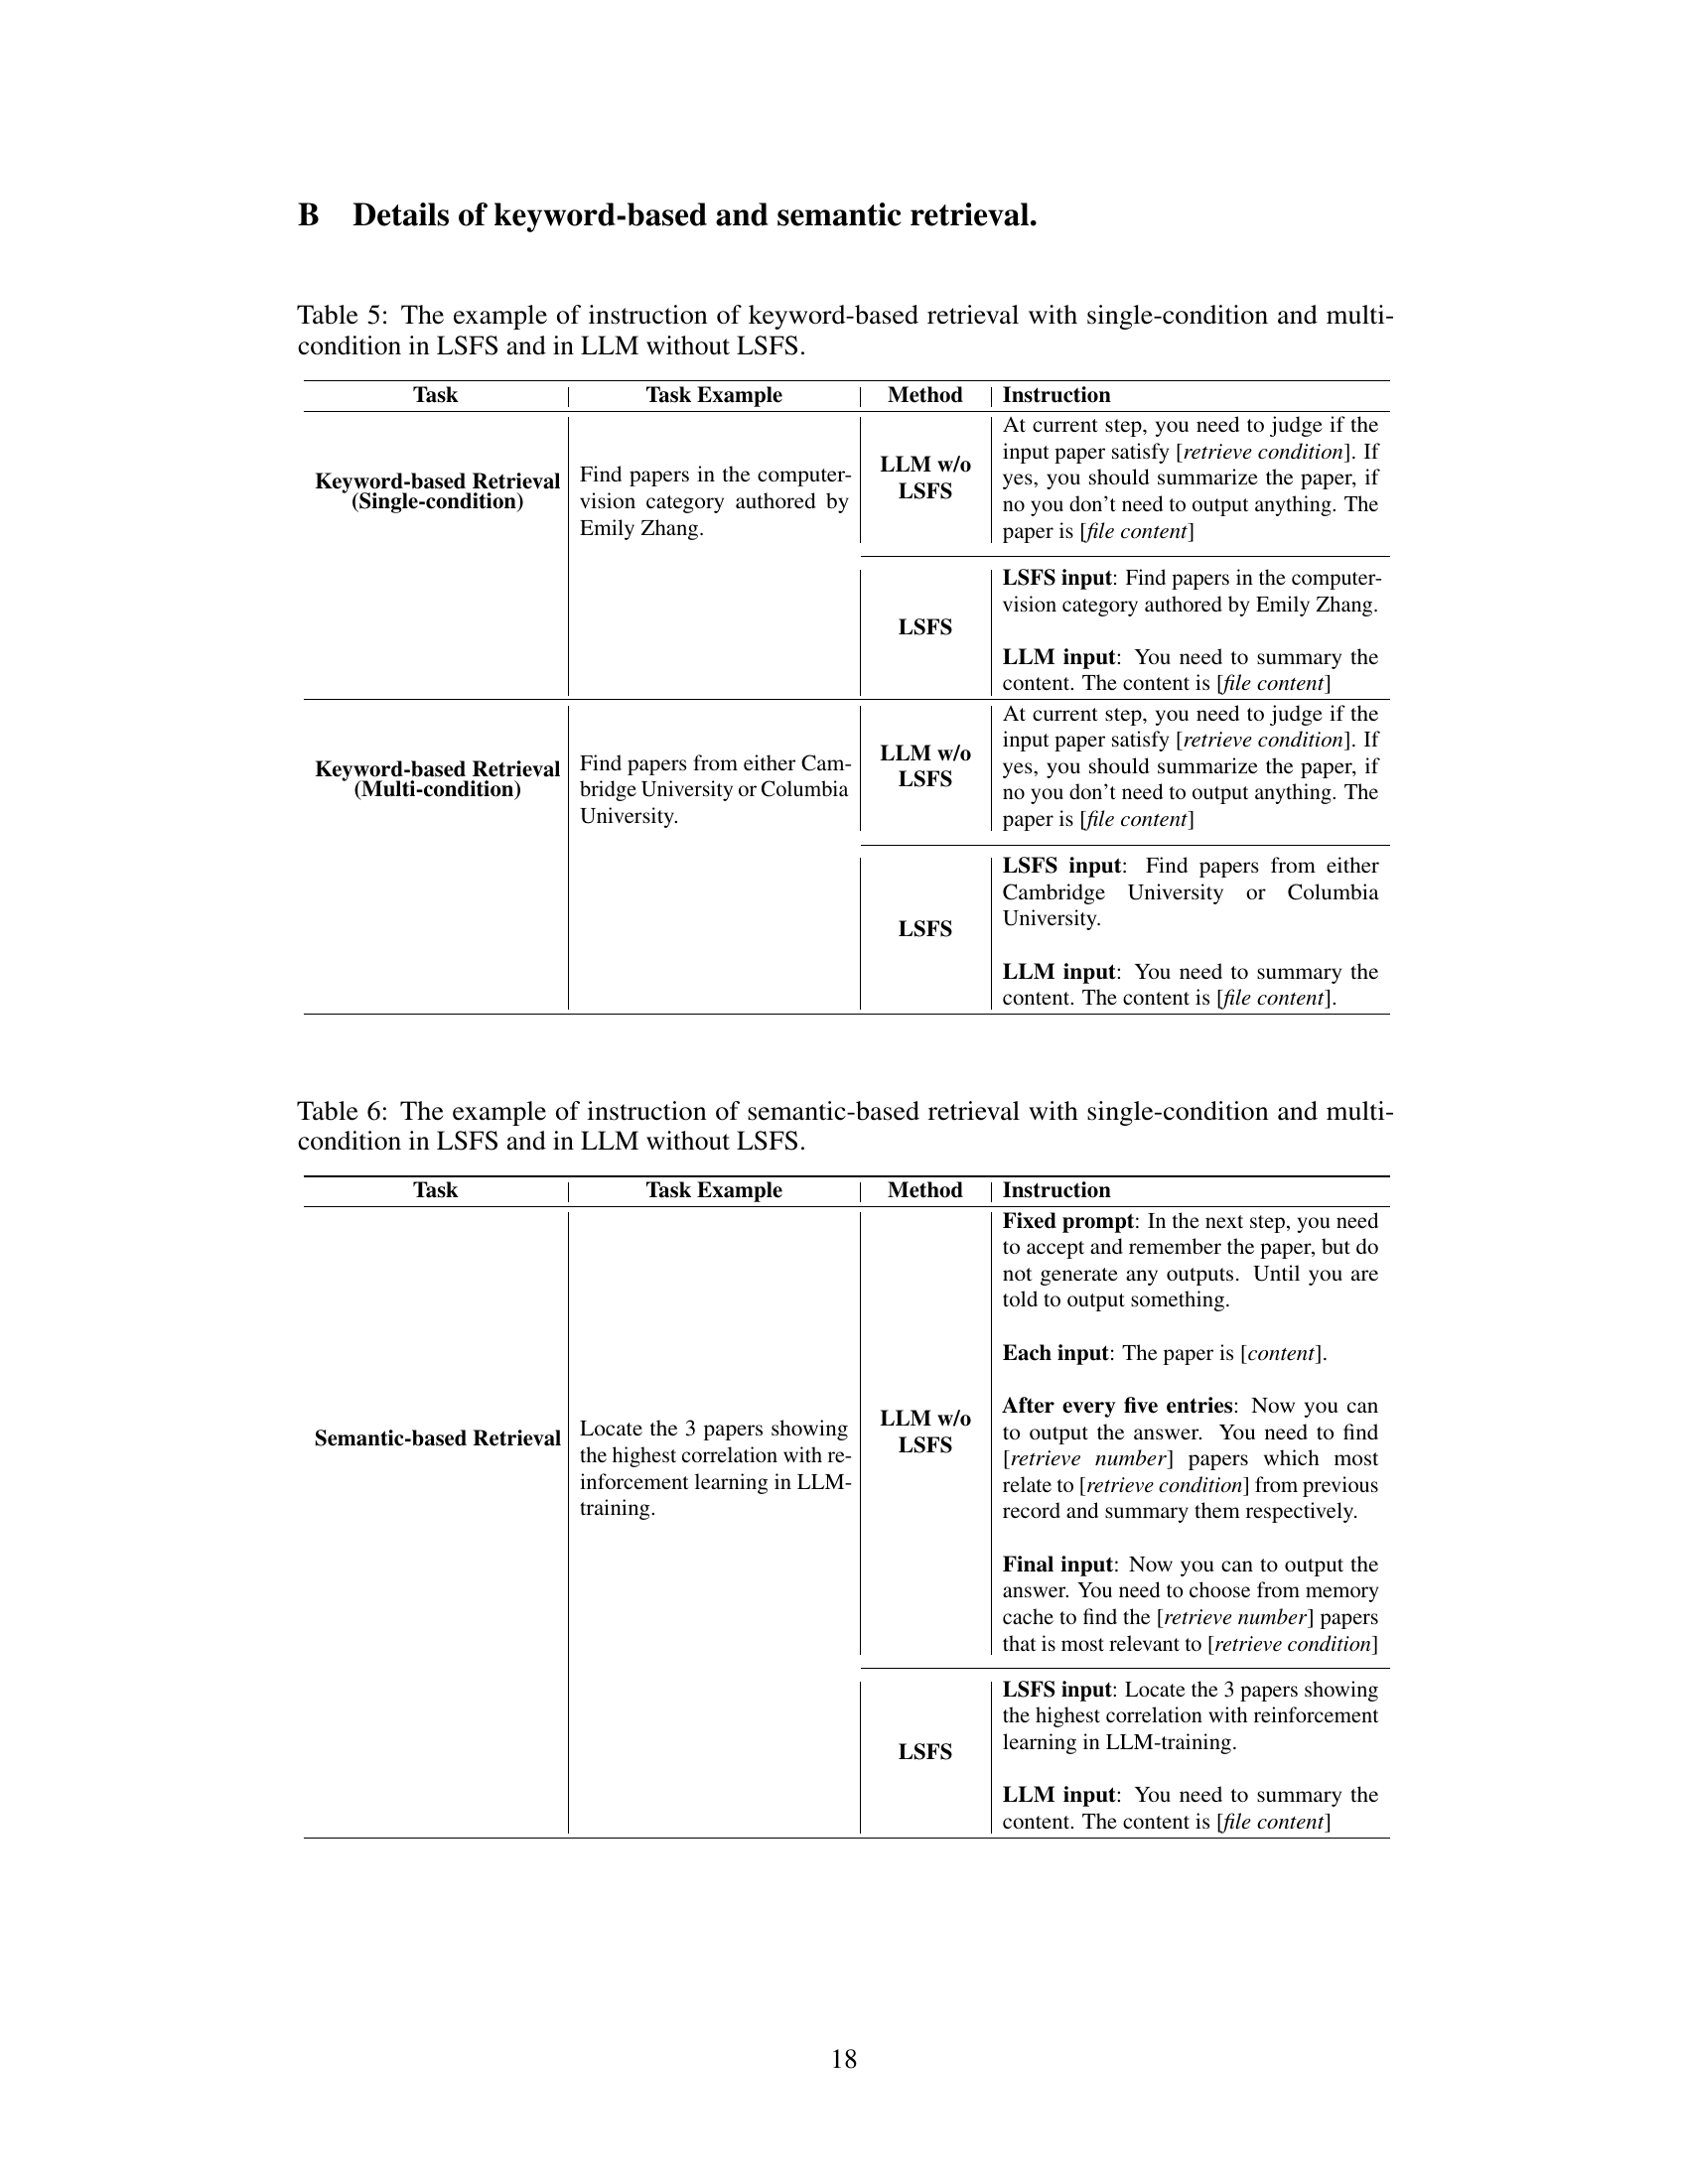 B Details of keyword-based and semantic retrieval.
Table 5: The example of instruction of keyword-based retrieval with single-condition and multi-
condition in LSFS and in LLM without LSFS.
Task Task Example Method Instruction
Keyword-based Retrieval
(Single-condition)
Find papers in the computer-
vision category authored by
Emily Zhang.
LLM w/o
LSFS
At current step, you need to judge if the
input paper satisfy [retrieve condition]. If
yes, you should summarize the paper, if
no you don't need to output anything. The
paper is [file content]
LSFS
LSFS input: Find papers in the computer-
vision category authored by Emily Zhang.
LLM input: You need to summary the
content. The content is [file content]
Keyword-based Retrieval
(Multi-condition)
Find papers from either Cam-
bridge University or Columbia
University.
LLM w/o
LSFS
At current step, you need to judge if the
input paper satisfy [retrieve condition]. If
yes, you should summarize the paper, if
no you don't need to output anything. The
paper is [file content]
LSFS
LSFS input: Find papers from either
Cambridge University or Columbia
University.
LLM input: You need to summary the
content. The content is [file content].
Table 6: The example of instruction of semantic-based retrieval with single-condition and multi-
condition in LSFS and in LLM without LSFS.
Task Task Example Method Instruction
Semantic-based Retrieval
Locate the 3 papers showing
the highest correlation with re-
inforcement learning in LLM-
training.
LLM w/o
LSFS
Fixed prompt: In the next step, you need
to accept and remember the paper, but do
not generate any outputs. Until you are
told to output something.
Each input: The paper is [content].
After every five entries: Now you can
to output the answer. You need to find
[retrieve number] papers which most
relate to [retrieve condition] from previous
record and summary them respectively.
Final input: Now you can to output the
answer. You need to choose from memory
cache to find the [retrieve number] papers
that is most relevant to [retrieve condition]
LSFS
LSFS input: Locate the 3 papers showing
the highest correlation with reinforcement
learning in LLM-training.
LLM input: You need to summary the
content. The content is [file content]
18